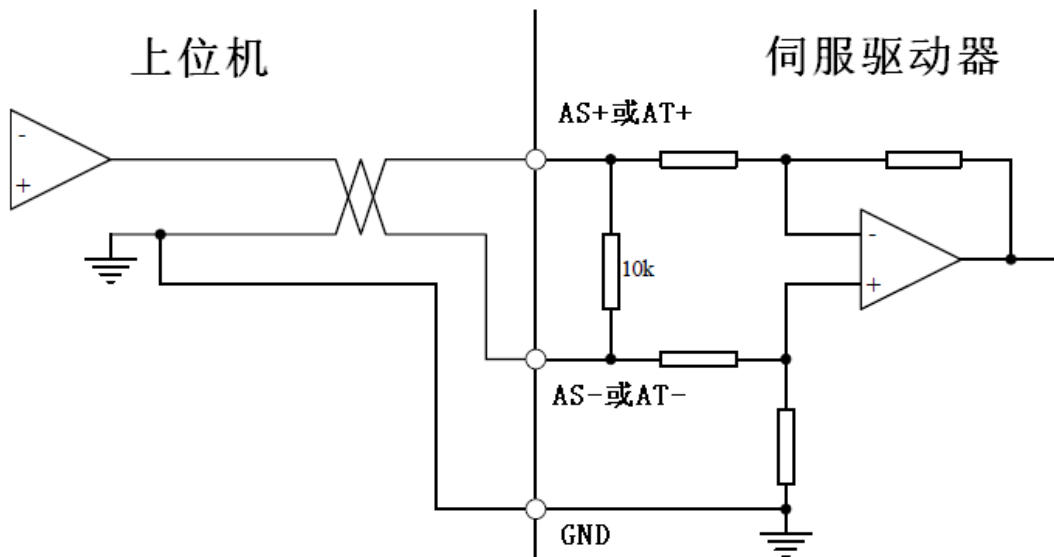 上位机
伺服驱动器
AS+或AT+
-
+
-
+
10k
AS-或AT-
GND